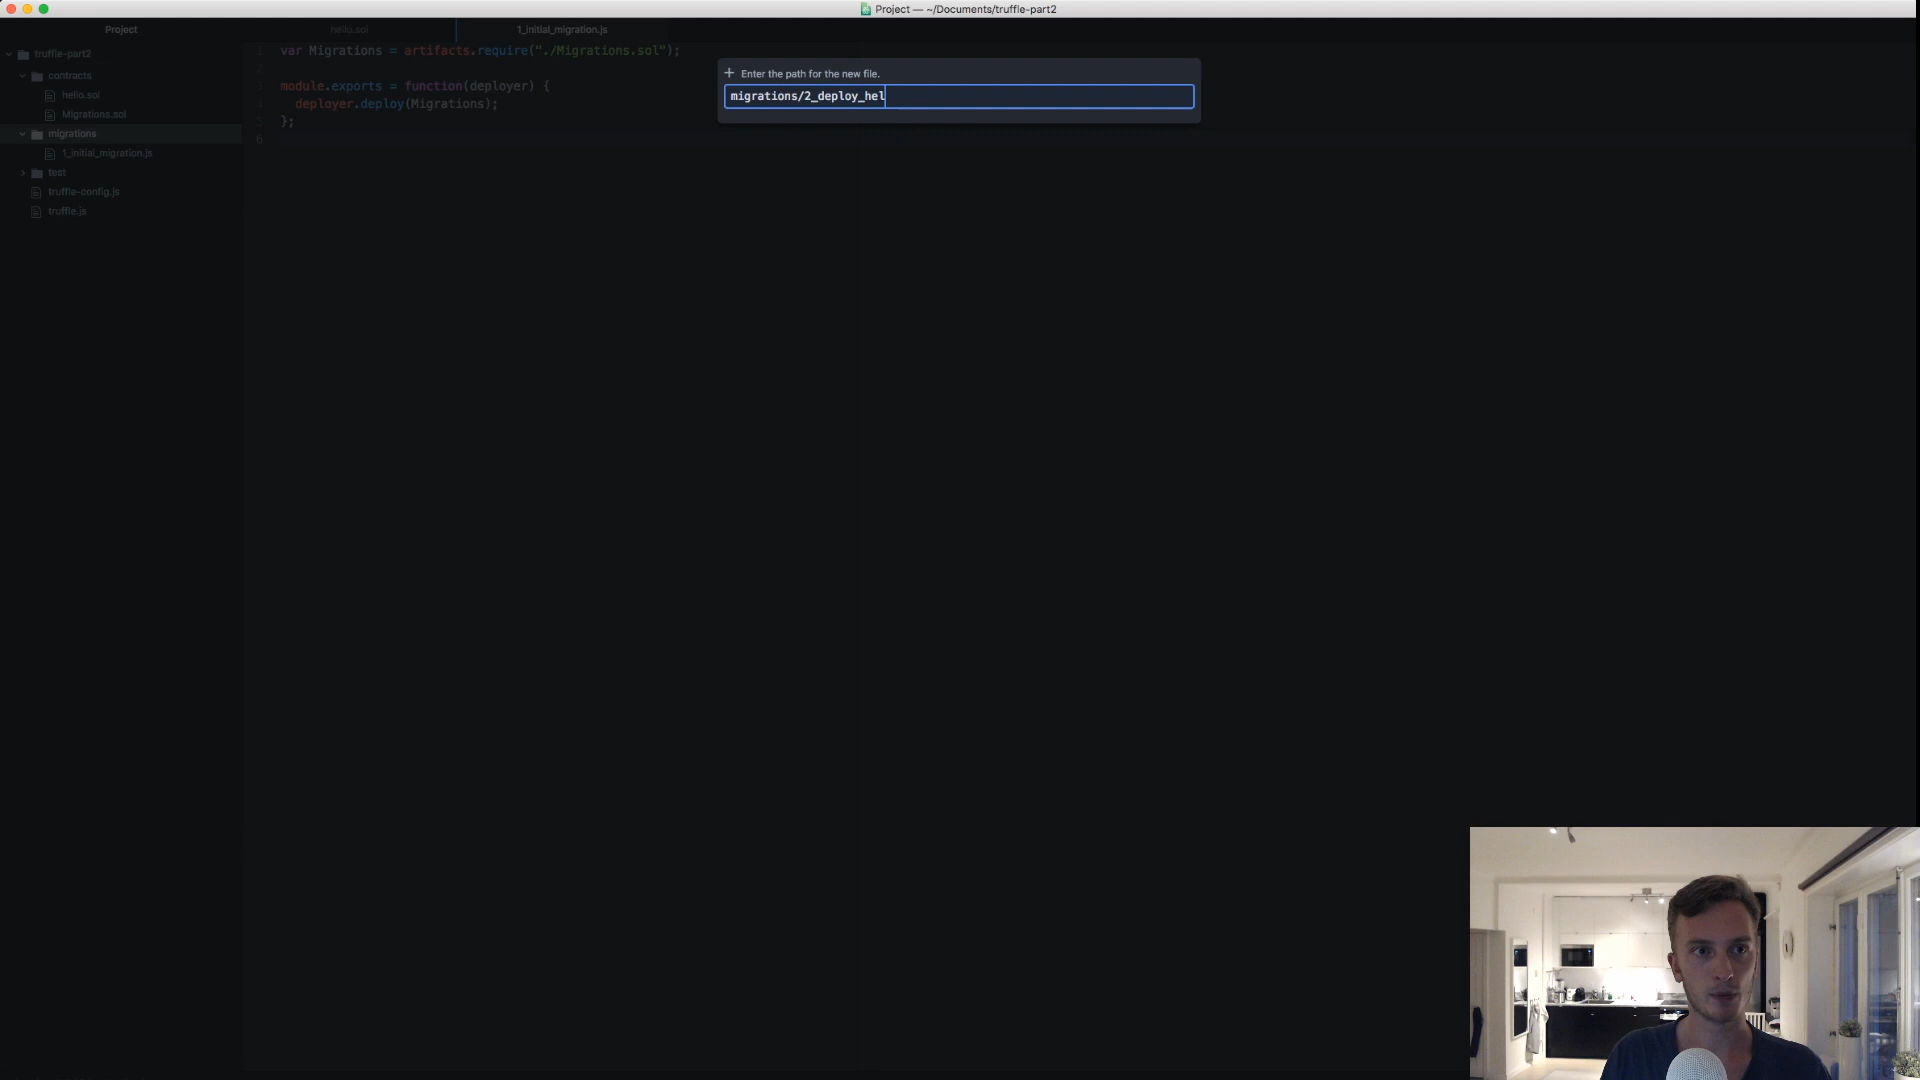 Project — ~/Documents/truffle-part2
Project
hello.sol
1_initial_migration.js
truffle-part2
contracts
hello.sol
Migrations.sol
migrations
1_initial_migration.js
test
truffle-config.js
truffle.js
1 var Migrations = artifacts.require("./Migrations.sol");
2
3 module.exports = function(deployer) {
4 deployer.deploy(Migrations);
5 };
6
+ Enter the path for the new file.
migrations/2_deploy_hel